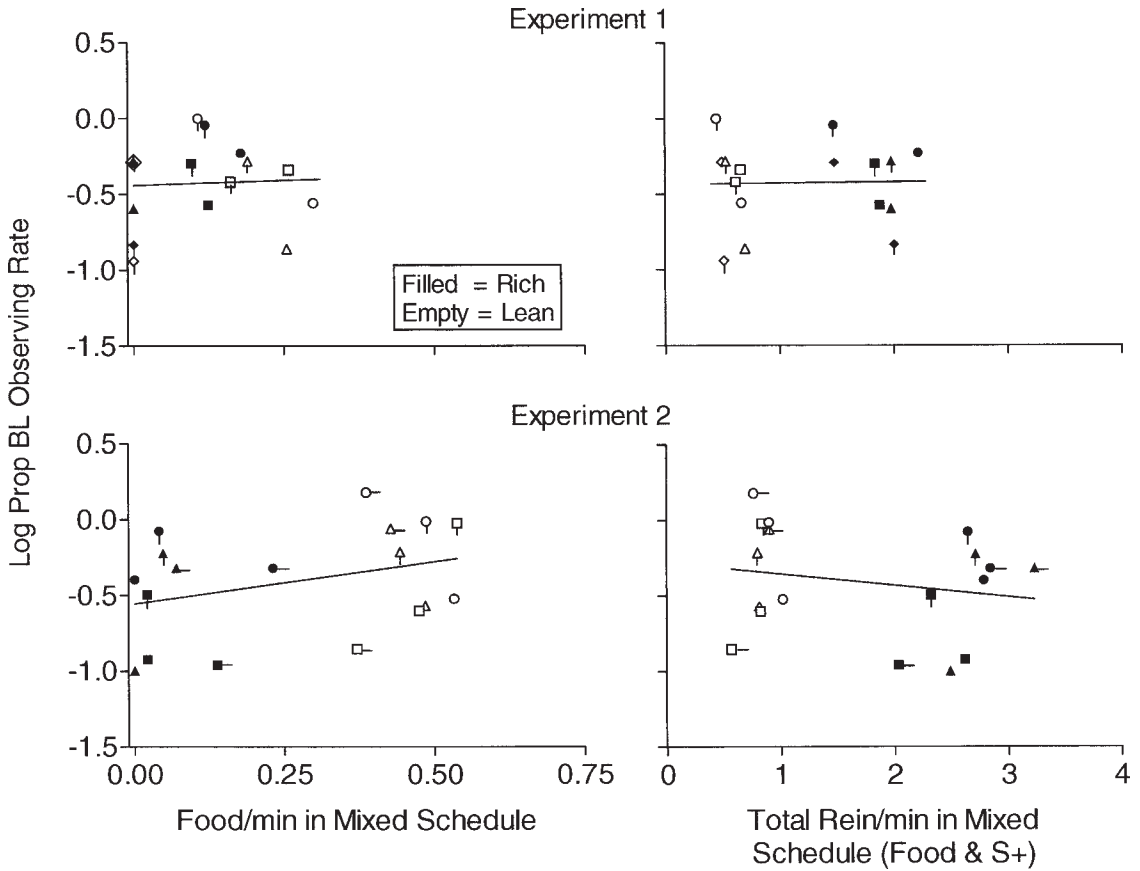 Experiment 1
0.5
0.0
-0.5
-1.0
-1.5
Filled = Rich
Empty = Lean
Log Prop BL Observing Rate
Experiment 2
0.5
0.0
-0.5
-1.0
-1.5
0.00 0.25 0.50 0.75
0 1 2 3 4
Food/min in Mixed Schedule
Total Rein/min in Mixed
Schedule (Food & S+)